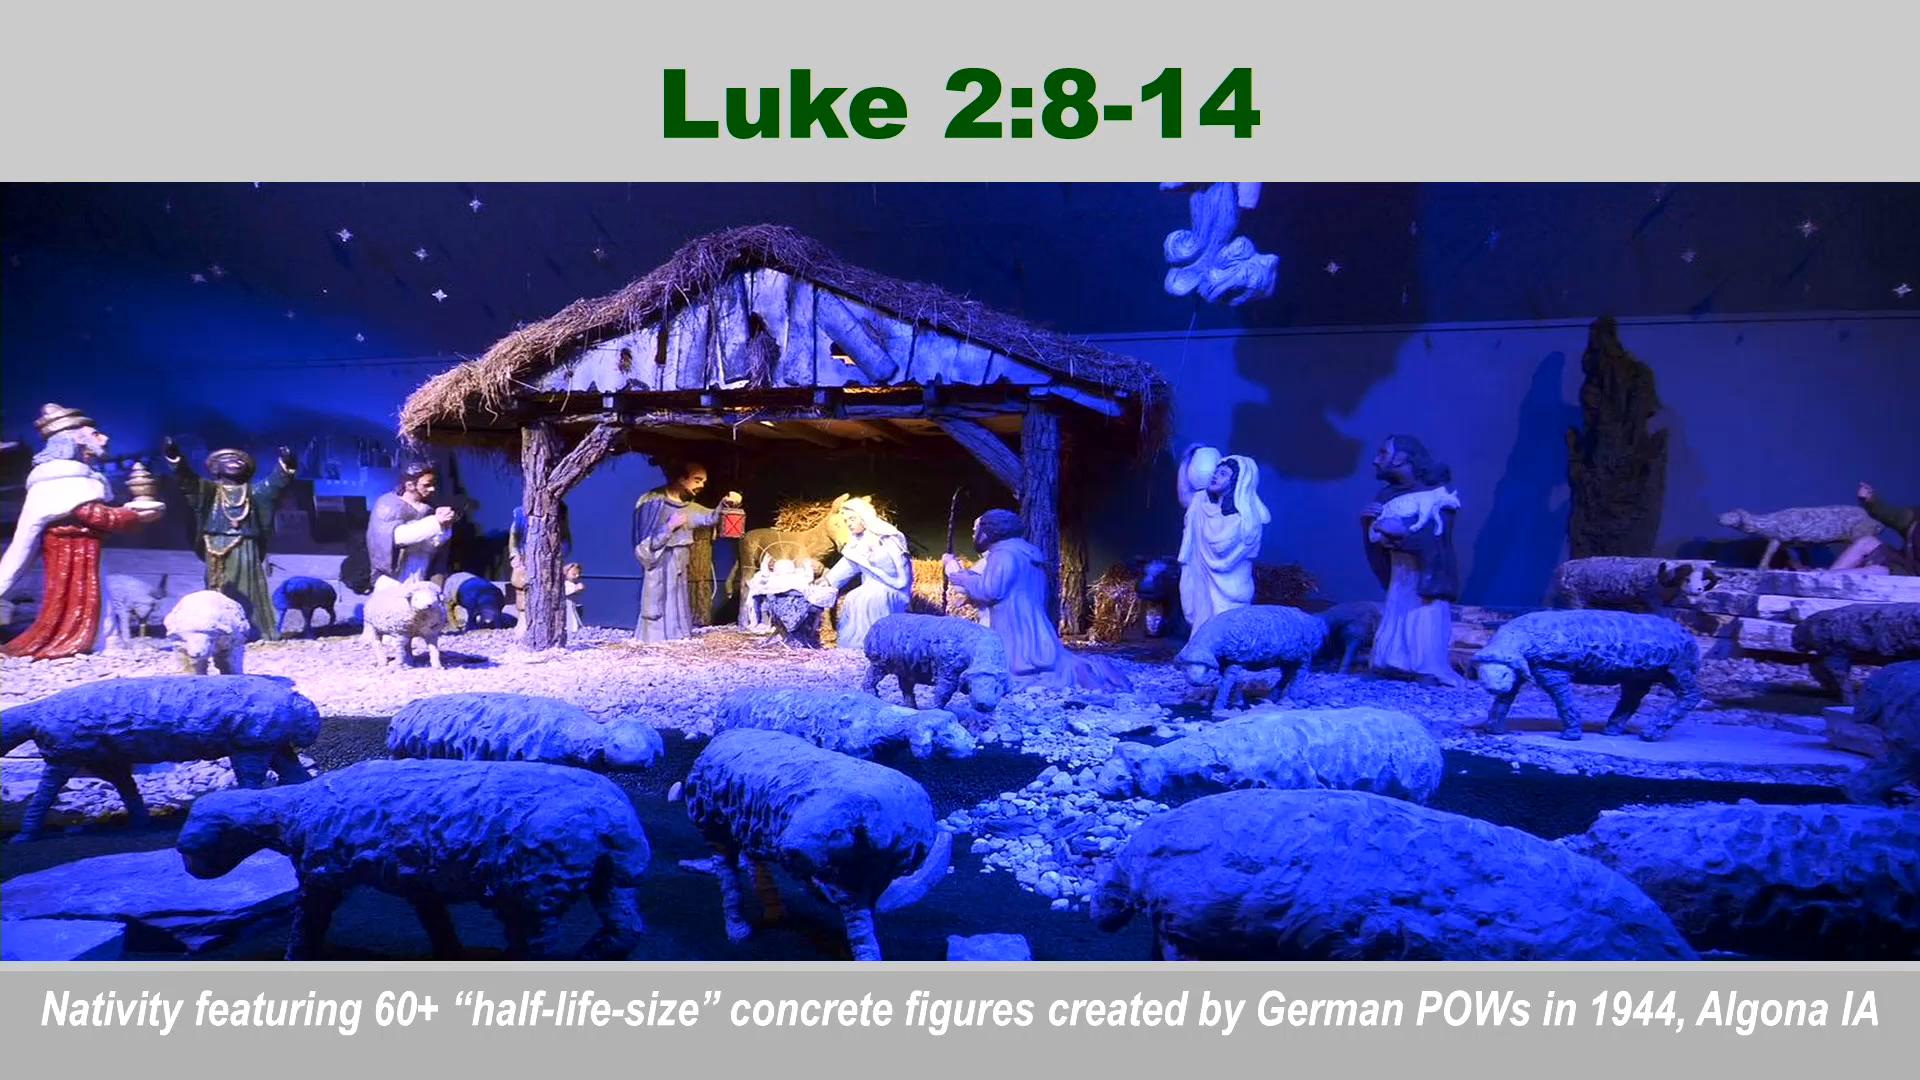 Luke 2:8-14
Nativity featuring 60+ “half-life-size” concrete figures created by German POWs in 1944, Algona IA